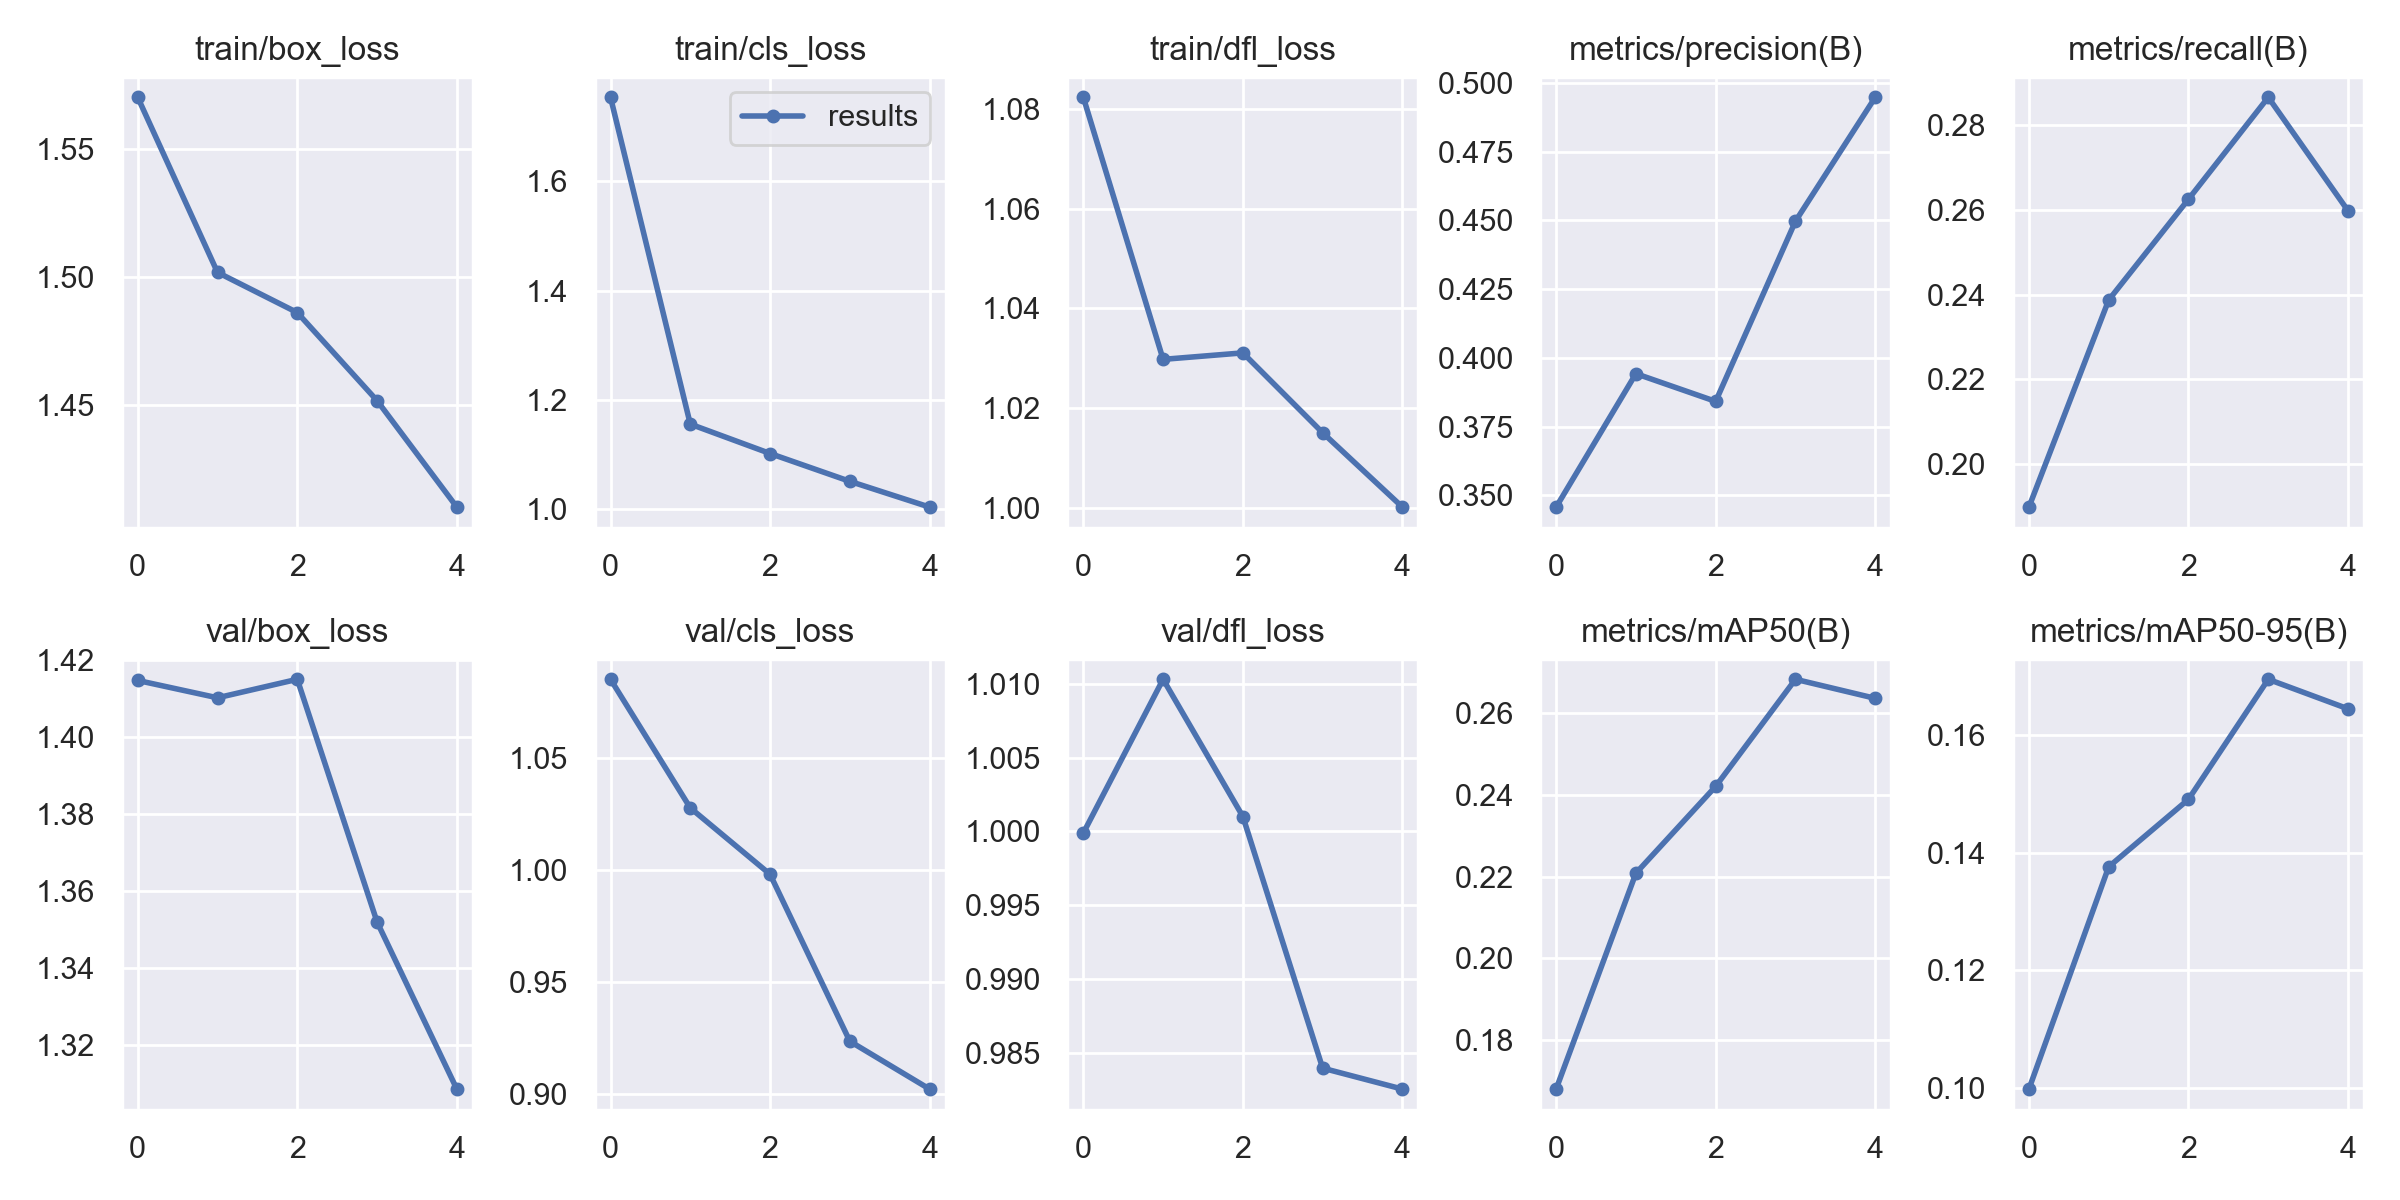 train/box_loss
1.55
1.50
1.45
0 2 4
train/cls_loss
results
1.6
1.4
1.2
1.0
0 2 4
train/dfl_loss
1.08
1.06
1.04
1.02
1.00
0 2 4
metrics/precision(B)
0.500
0.475
0.450
0.425
0.400
0.375
0.350
0 2 4
metrics/recall(B)
0.28
0.26
0.24
0.22
0.20
0 2 4
val/box_loss
1.42
1.40
1.38
1.36
1.34
1.32
0 2 4
val/cls_loss
1.05
1.00
0.95
0.90
0 2 4
val/dfl_loss
1.010
1.005
1.000
0.995
0.990
0.985
0 2 4
metrics/mAP50(B)
0.26
0.24
0.22
0.20
0.18
0 2 4
metrics/mAP50-95(B)
0.16
0.14
0.12
0.10
0 2 4